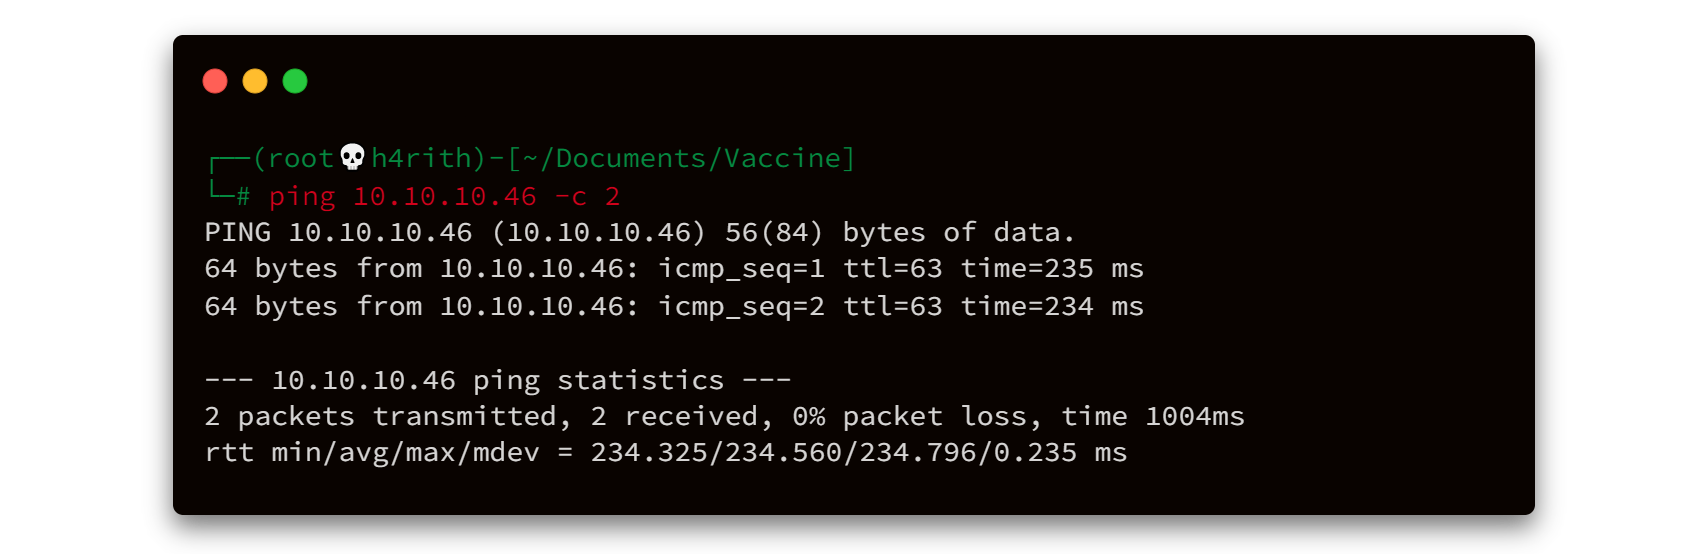 ┌──(root💀h4rith)-[~/Documents/Vaccine]
└─# ping 10.10.10.46 -c 2
PING 10.10.10.46 (10.10.10.46) 56(84) bytes of data.
64 bytes from 10.10.10.46: icmp_seq=1 ttl=63 time=235 ms
64 bytes from 10.10.10.46: icmp_seq=2 ttl=63 time=234 ms

--- 10.10.10.46 ping statistics ---
2 packets transmitted, 2 received, 0% packet loss, time 1004ms
rtt min/avg/max/mdev = 234.325/234.560/234.796/0.235 ms